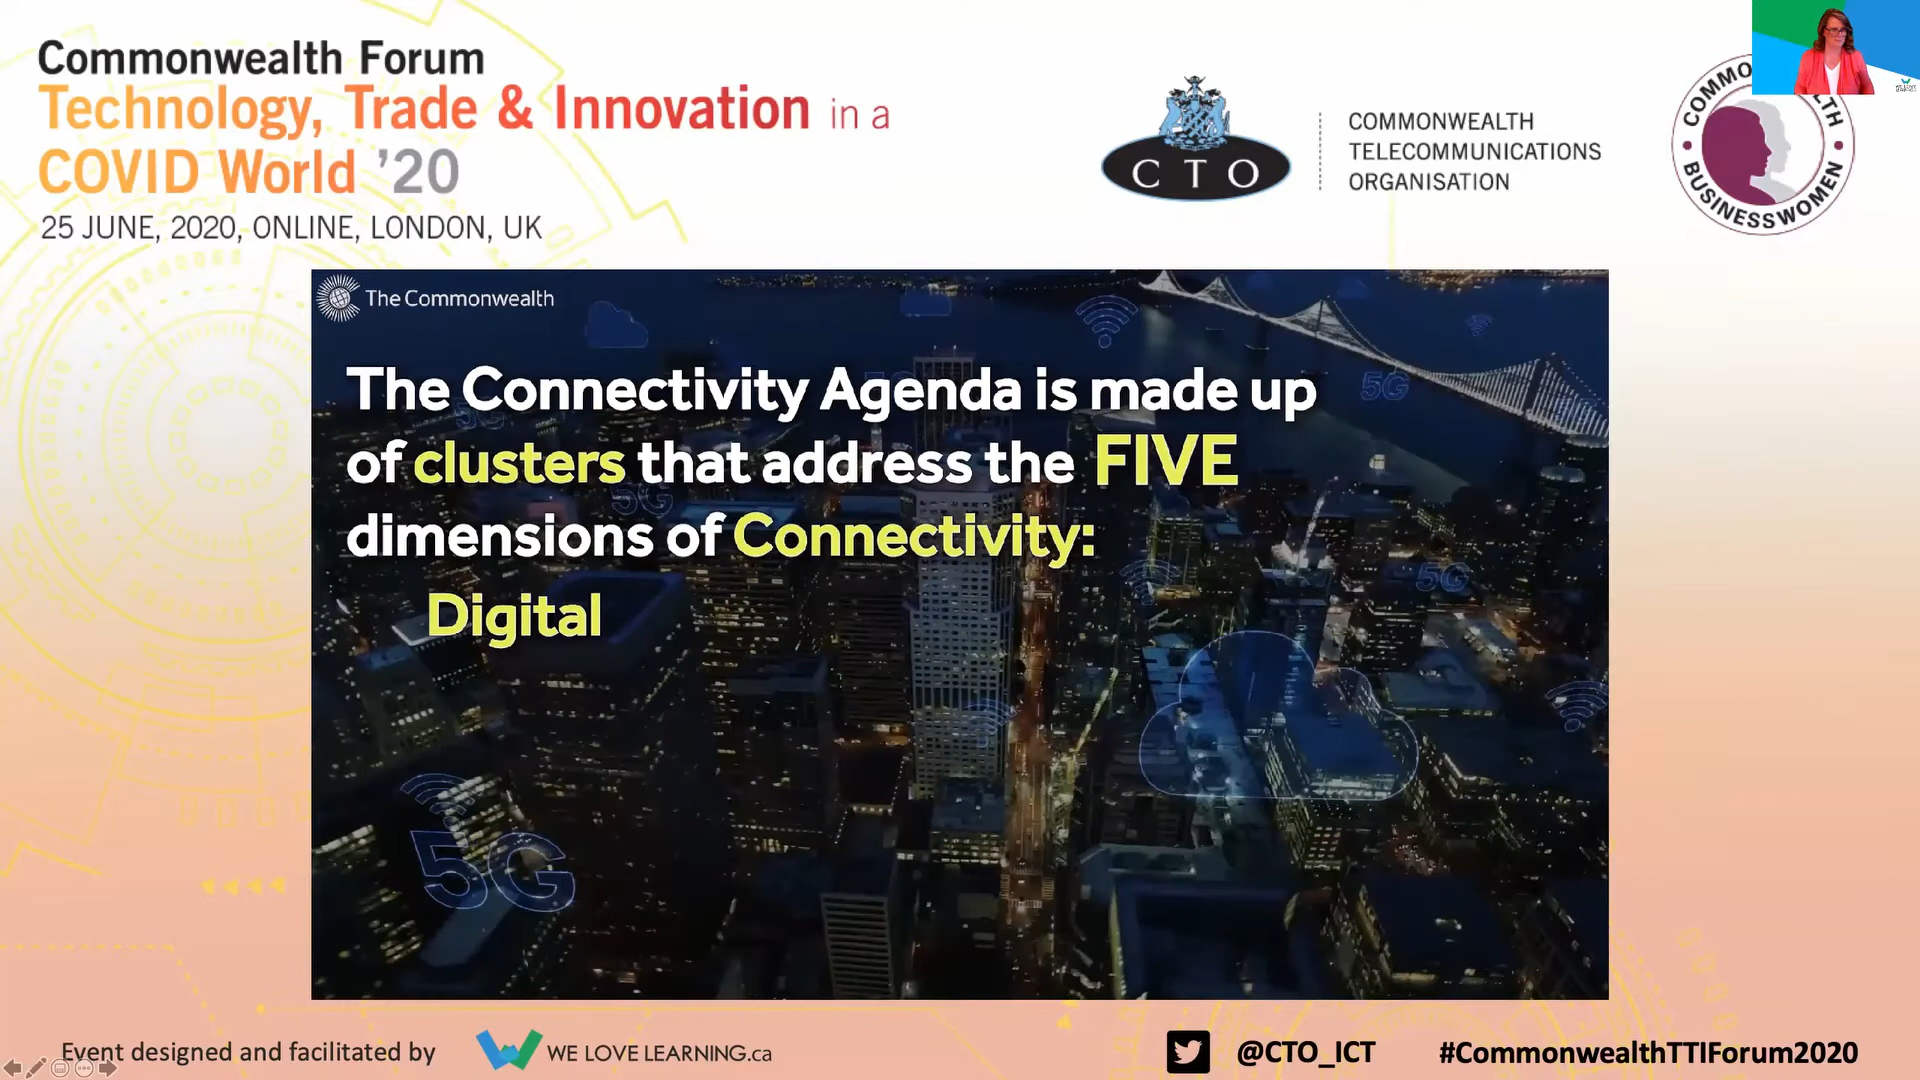 Commonwealth Forum
Technology, Trade & Innovation in a
COVID World ’20
25 JUNE, 2020, ONLINE, LONDON, UK
CTO
COMMONWEALTH
TELECOMMUNICATIONS
ORGANISATION
BUSINESSWOMEN
The Commonwealth
The Connectivity Agenda is made up
of clusters that address the FIVE
dimensions of Connectivity:
Digital
5G
5G
5G
5G
Event designed and facilitated by
WE LOVE LEARNING.ca
@CTO_ICT
#CommonwealthTTIForum2020